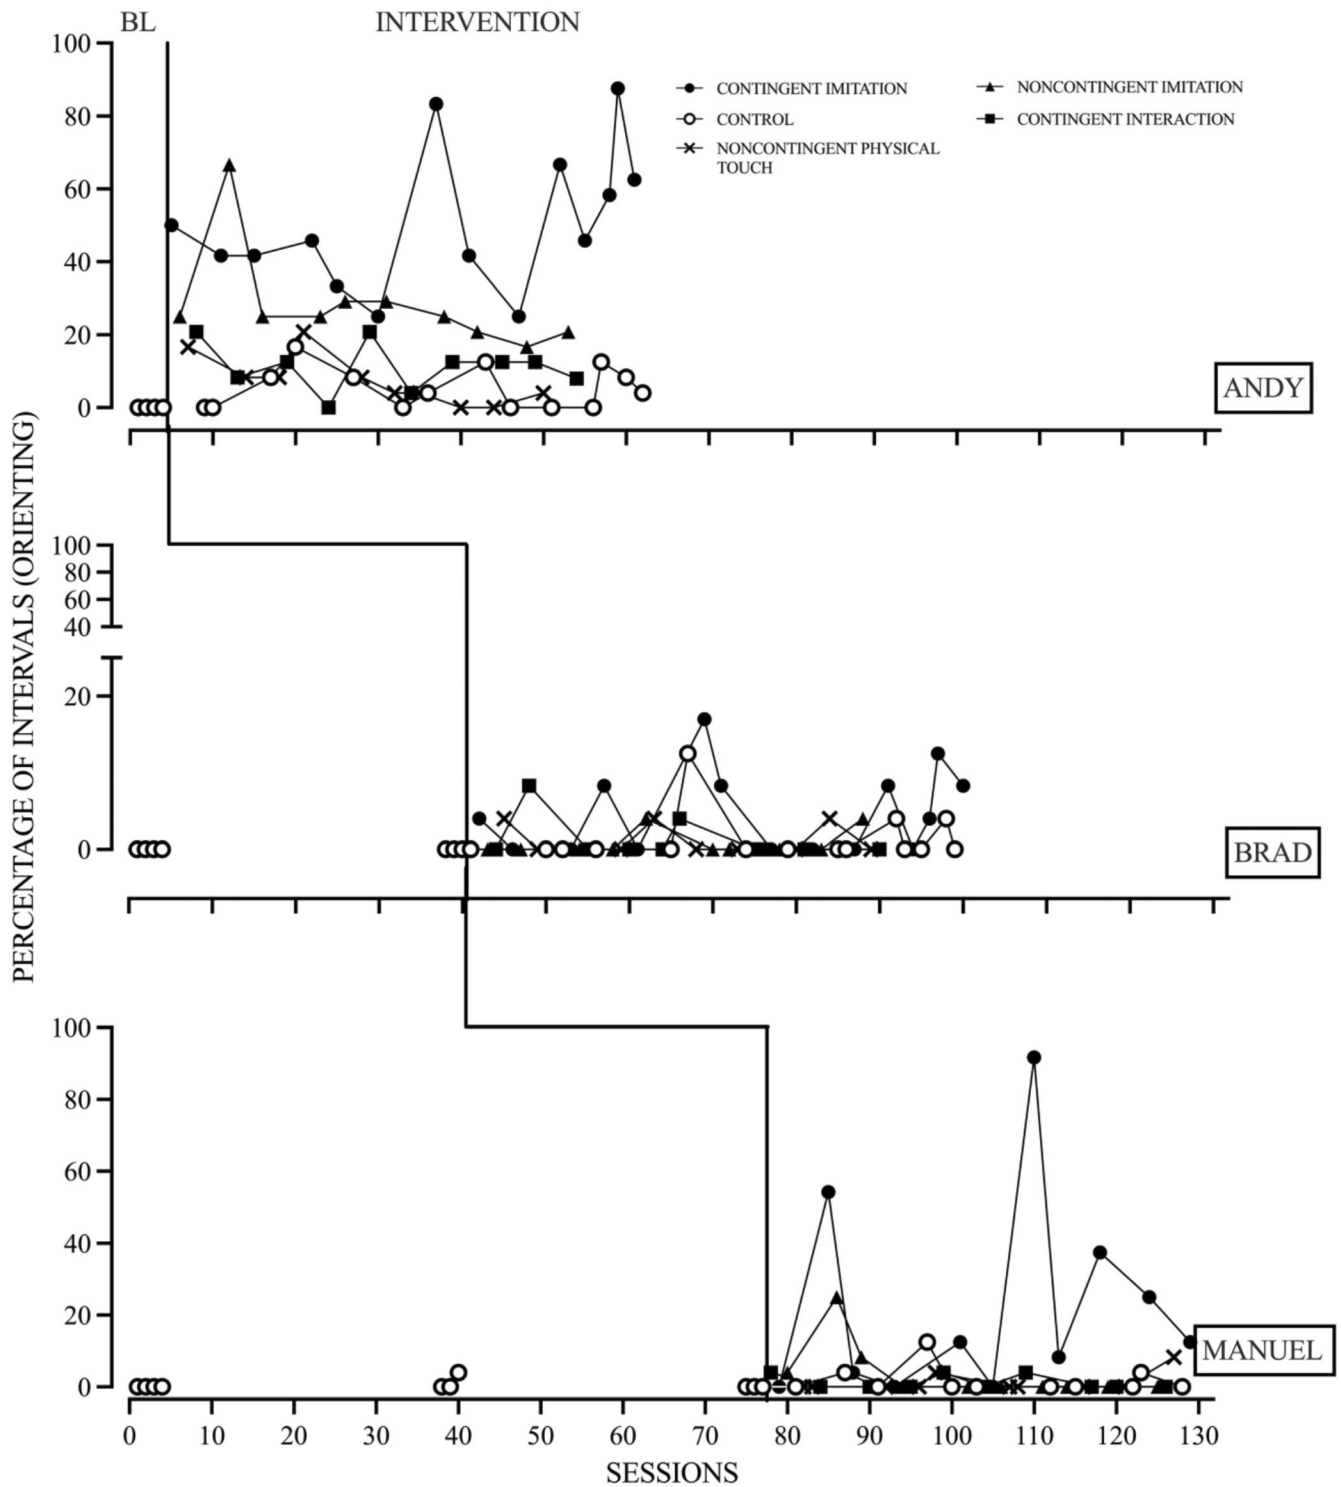 BL INTERVENTION
100
80
60
40
20
0
CONTINGENT IMITATION
CONTROL
NONCONTINGENT PHYSICAL
TOUCH
NONCONTINGENT IMITATION
CONTINGENT INTERACTION
ANDY
PERCENTAGE OF INTERVALS (ORIENTING)
100
80
60
40
20
0
BRAD
100
80
60
40
20
0
MANUEL
0 10 20 30 40 50 60 70 80 90 100 110 120 130
SESSIONS